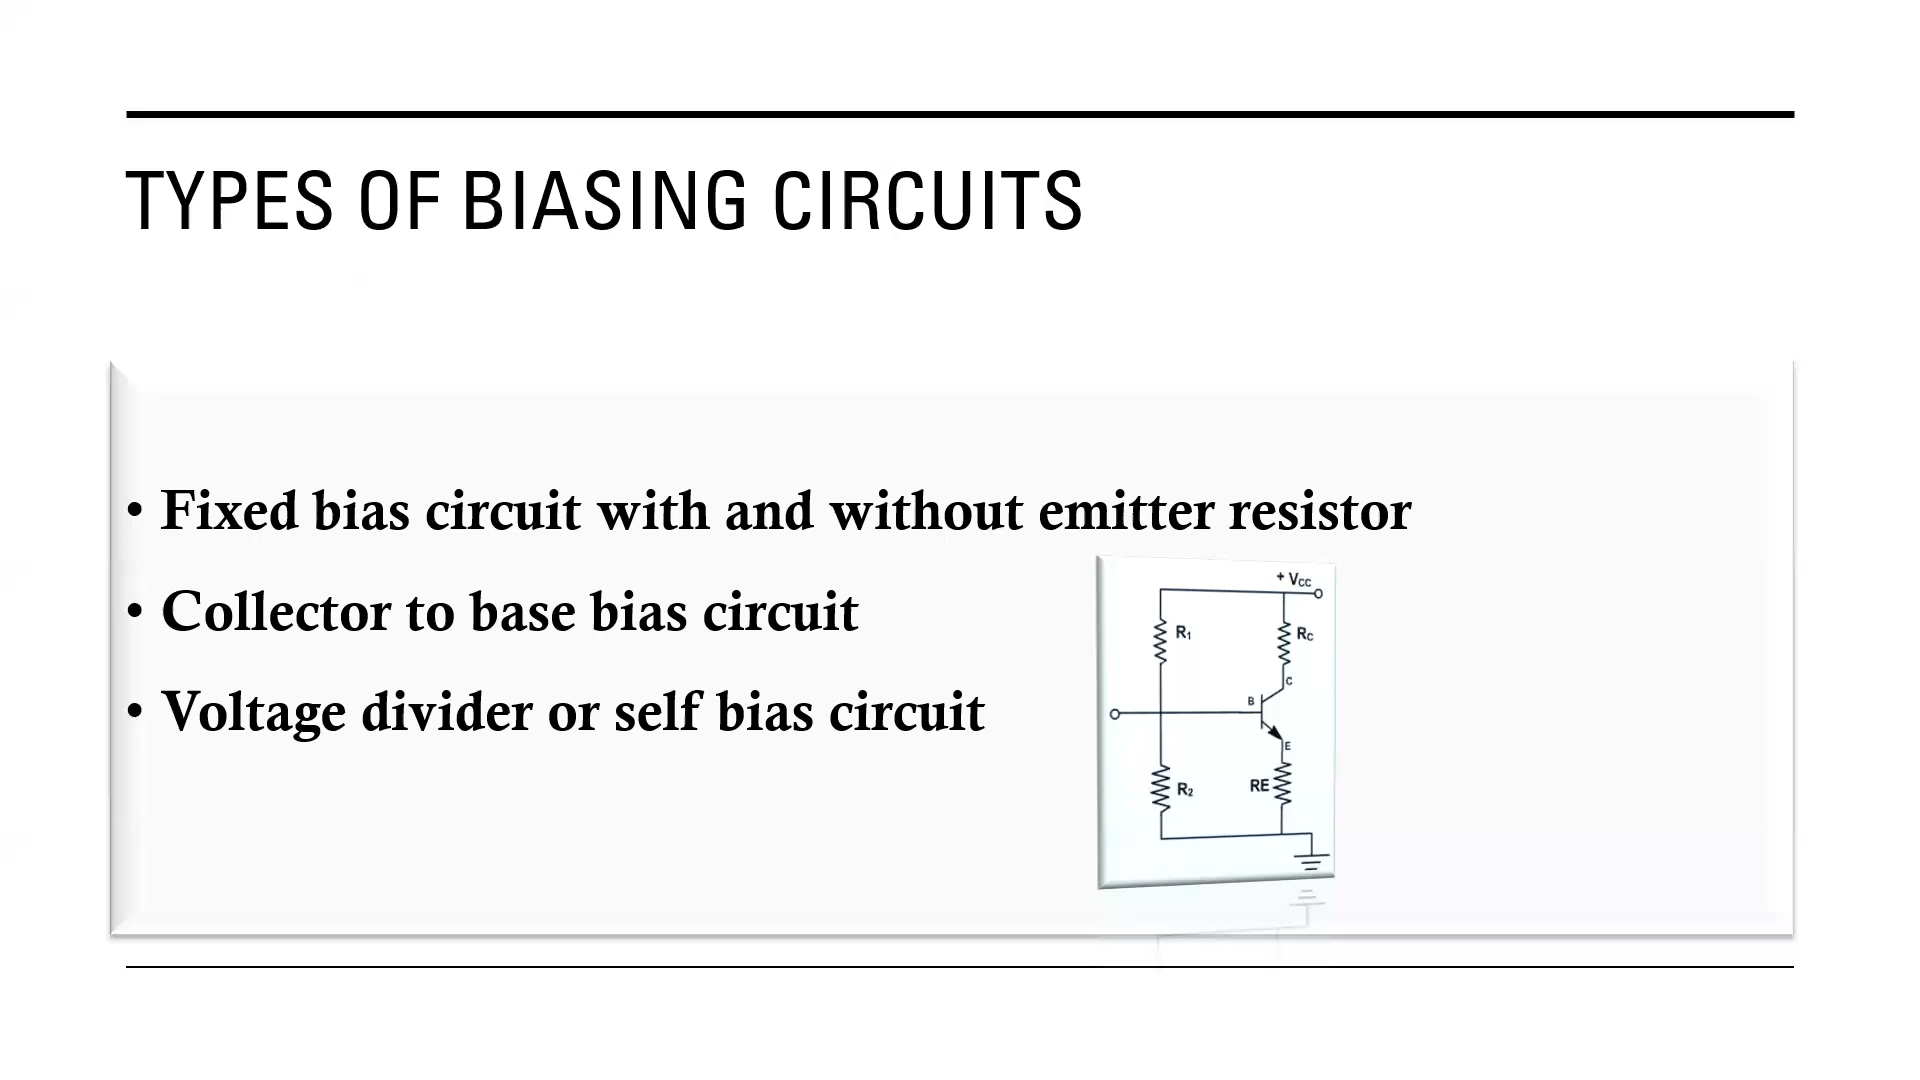 TYPES OF BIASING CIRCUITS
• Fixed bias circuit with and without emitter resistor
• Collector to base bias circuit
• Voltage divider or self bias circuit
+ Vcc
R1
Rc
C
B
E
R2
RE